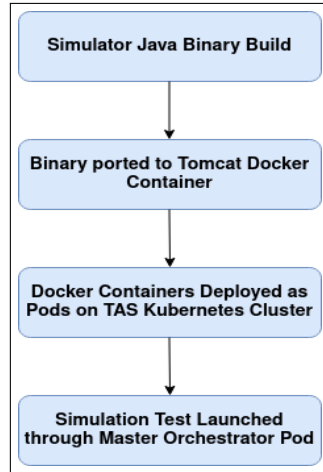 Simulator Java Binary Build
Binary ported to Tomcat Docker
Container
Docker Containers Deployed as
Pods on TAS Kubernetes Cluster
Simulation Test Launched
through Master Orchestrator Pod